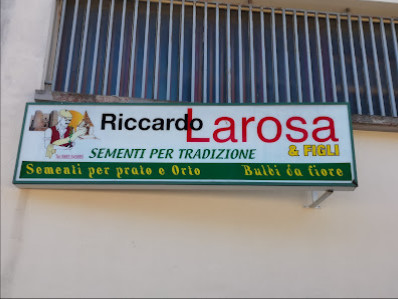 Riccardo Larosa
& FIGLI
SEMENTI PER TRADIZIONE
Sementi per prato e Orto Bulbi da fiore